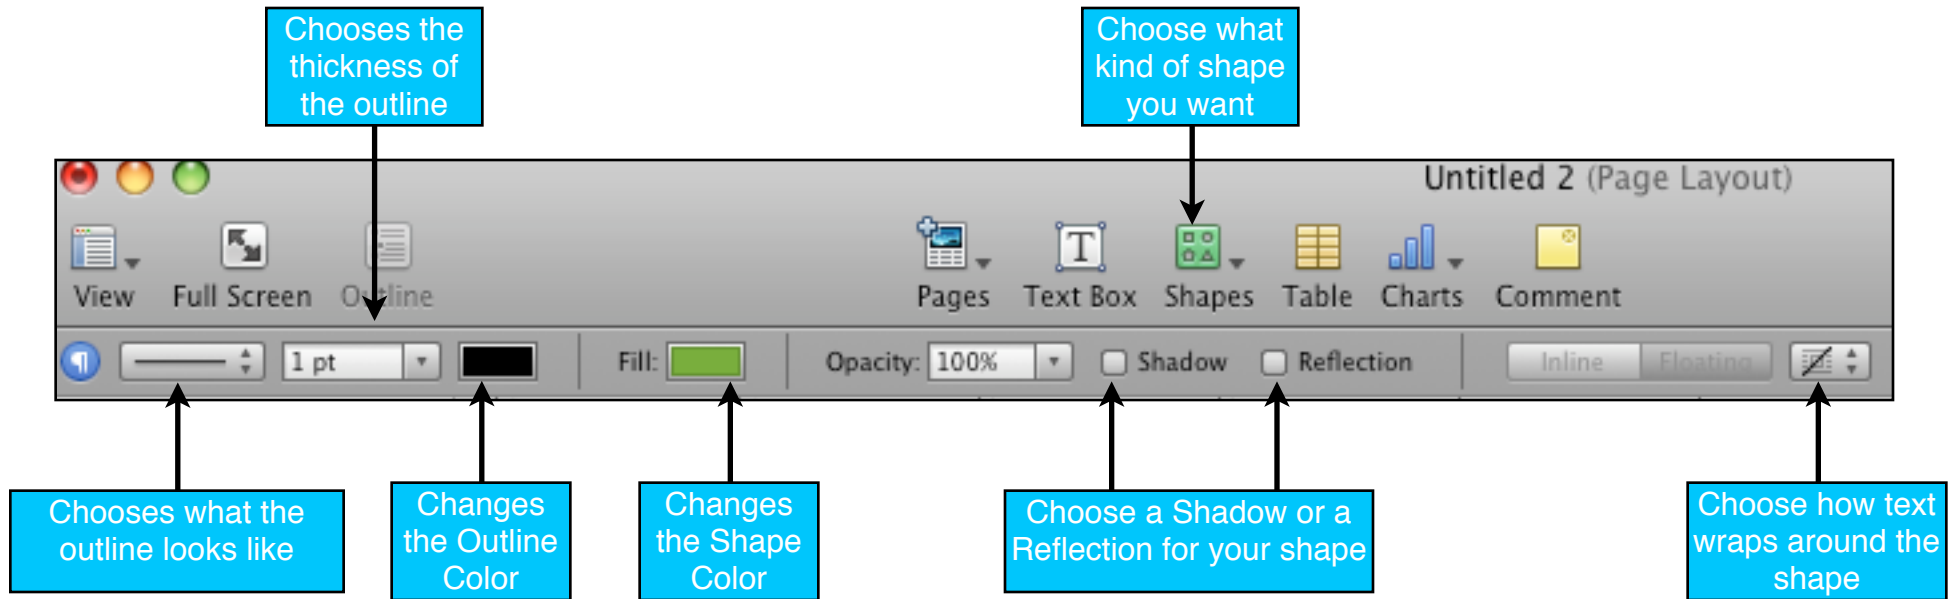 Chooses the
thickness of
the outline
Choose what
kind of shape
you want
Untitled 2 (Page Layout)
View Full Screen Outline Pages Text Box Shapes Table Charts Comment
1 pt Fill: Opacity: 100% Shadow Reflection Inline Floating
Chooses what the
outline looks like
Changes
the Outline
Color
Changes
the Shape
Color
Choose a Shadow or a
Reflection for your shape
Choose how text
wraps around the
shape